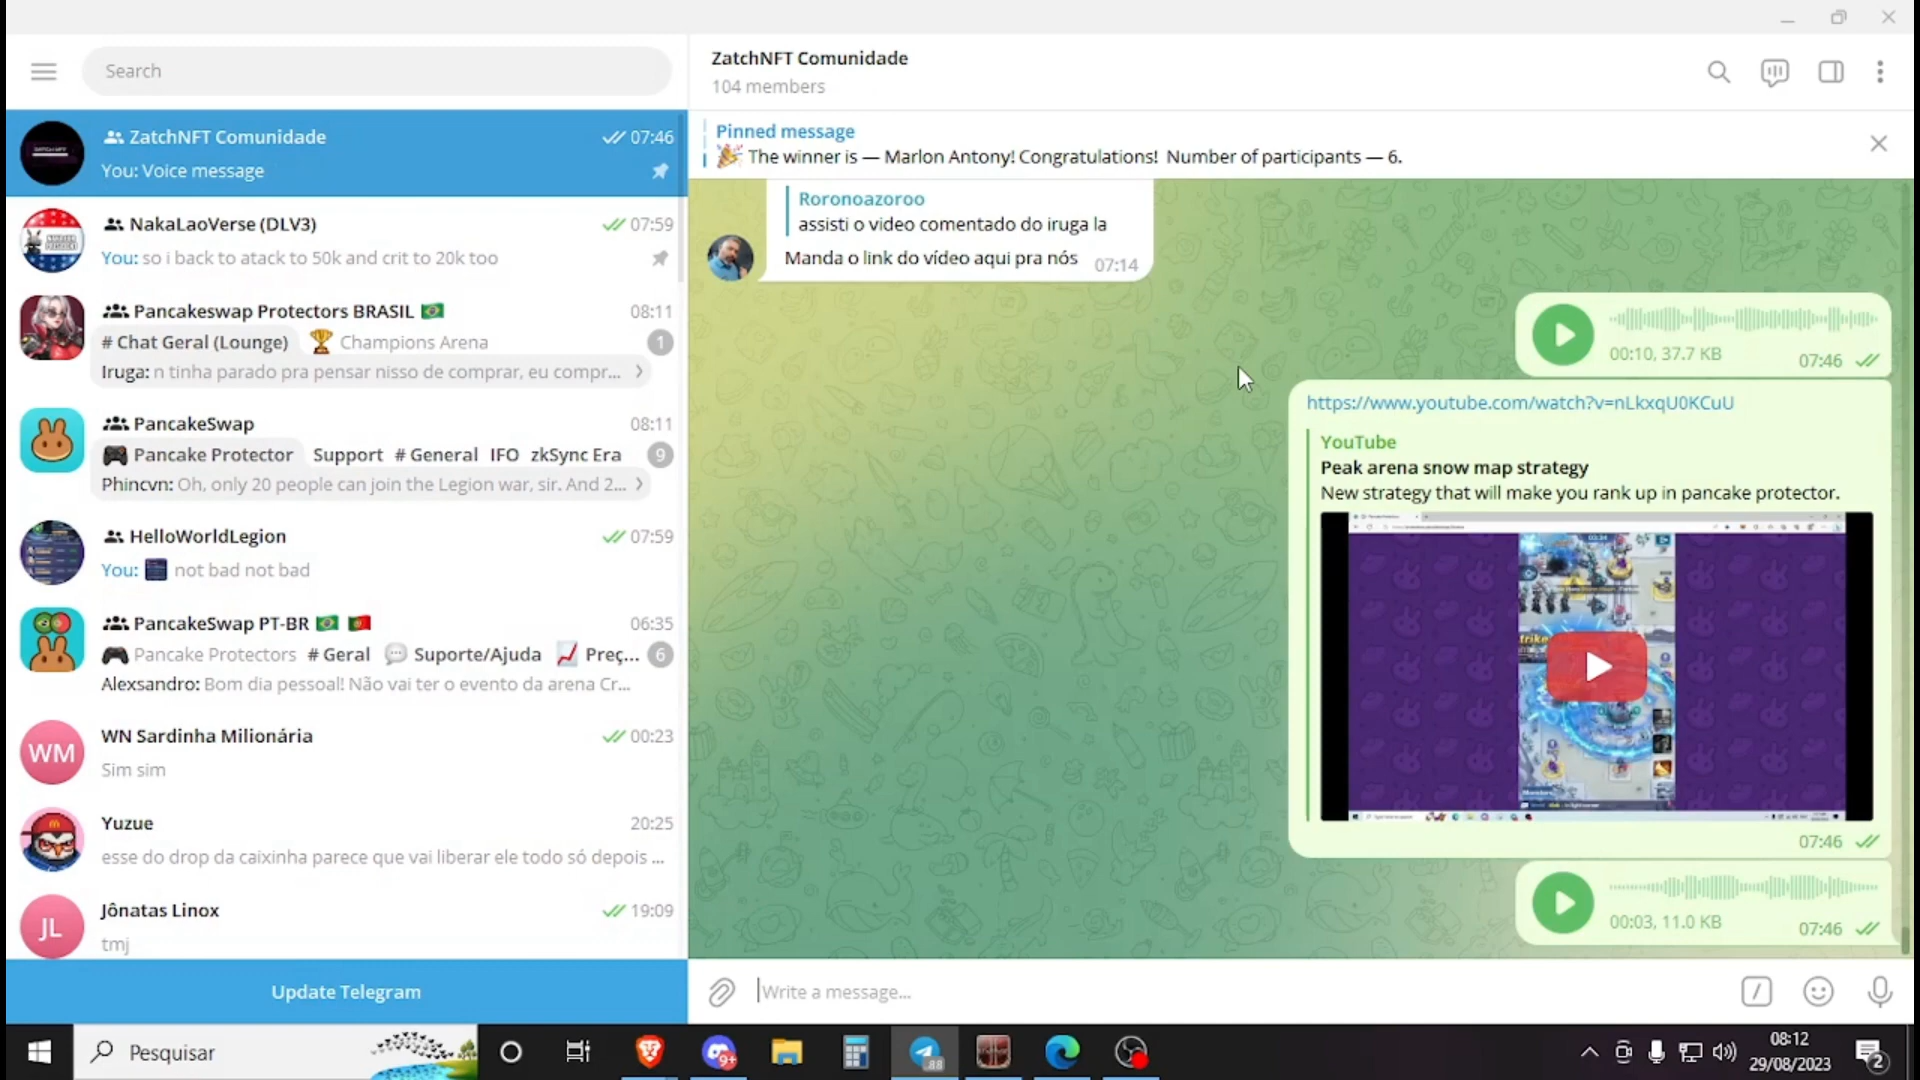 Search
ZatchNFT Comunidade 07:46
You: Voice message
NakaLaoVerse (DLV3) 07:59
You: so i back to atack to 50k and crit to 20k too
Pancakeswap Protectors BRASIL 08:11
# Chat Geral (Lounge) Champions Arena 1
Iruga: n tinha parado pra pensar nisso de comprar, eu compr...
PancakeSwap 08:11
Pancake Protector Support # General IFO zkSync Era 9
Phincvn: Oh, only 20 people can join the Legion war, sir. And 2...
HelloWorldLegion 07:59
You: not bad not bad
PancakeSwap PT-BR 06:35
Pancake Protectors # Geral Suporte/Ajuda Preç... 6
Alexsandro: Bom dia pessoal! Não vai ter o evento da arena Cr...
WM
WN Sardinha Milionária 00:23
Sim sim
Yuzue 20:25
esse do drop da caixinha parece que vai liberar ele todo só depois ...
JL
Jônatas Linox 19:09
tmj
Update Telegram
ZatchNFT Comunidade
104 members
Pinned message
The winner is — Marlon Antony! Congratulations! Number of participants — 6.
Roronoazoroo
assisti o video comentado do iruga la
Manda o link do vídeo aqui pra nós 07:14
00:10, 37.7 KB 07:46
https://www.youtube.com/watch?v=nLkxqU0KCuU
YouTube
Peak arena snow map strategy
New strategy that will make you rank up in pancake protector.
07:46
00:03, 11.0 KB 07:46
Write a message...
Pesquisar
9+
88
08:12
29/08/2023
2